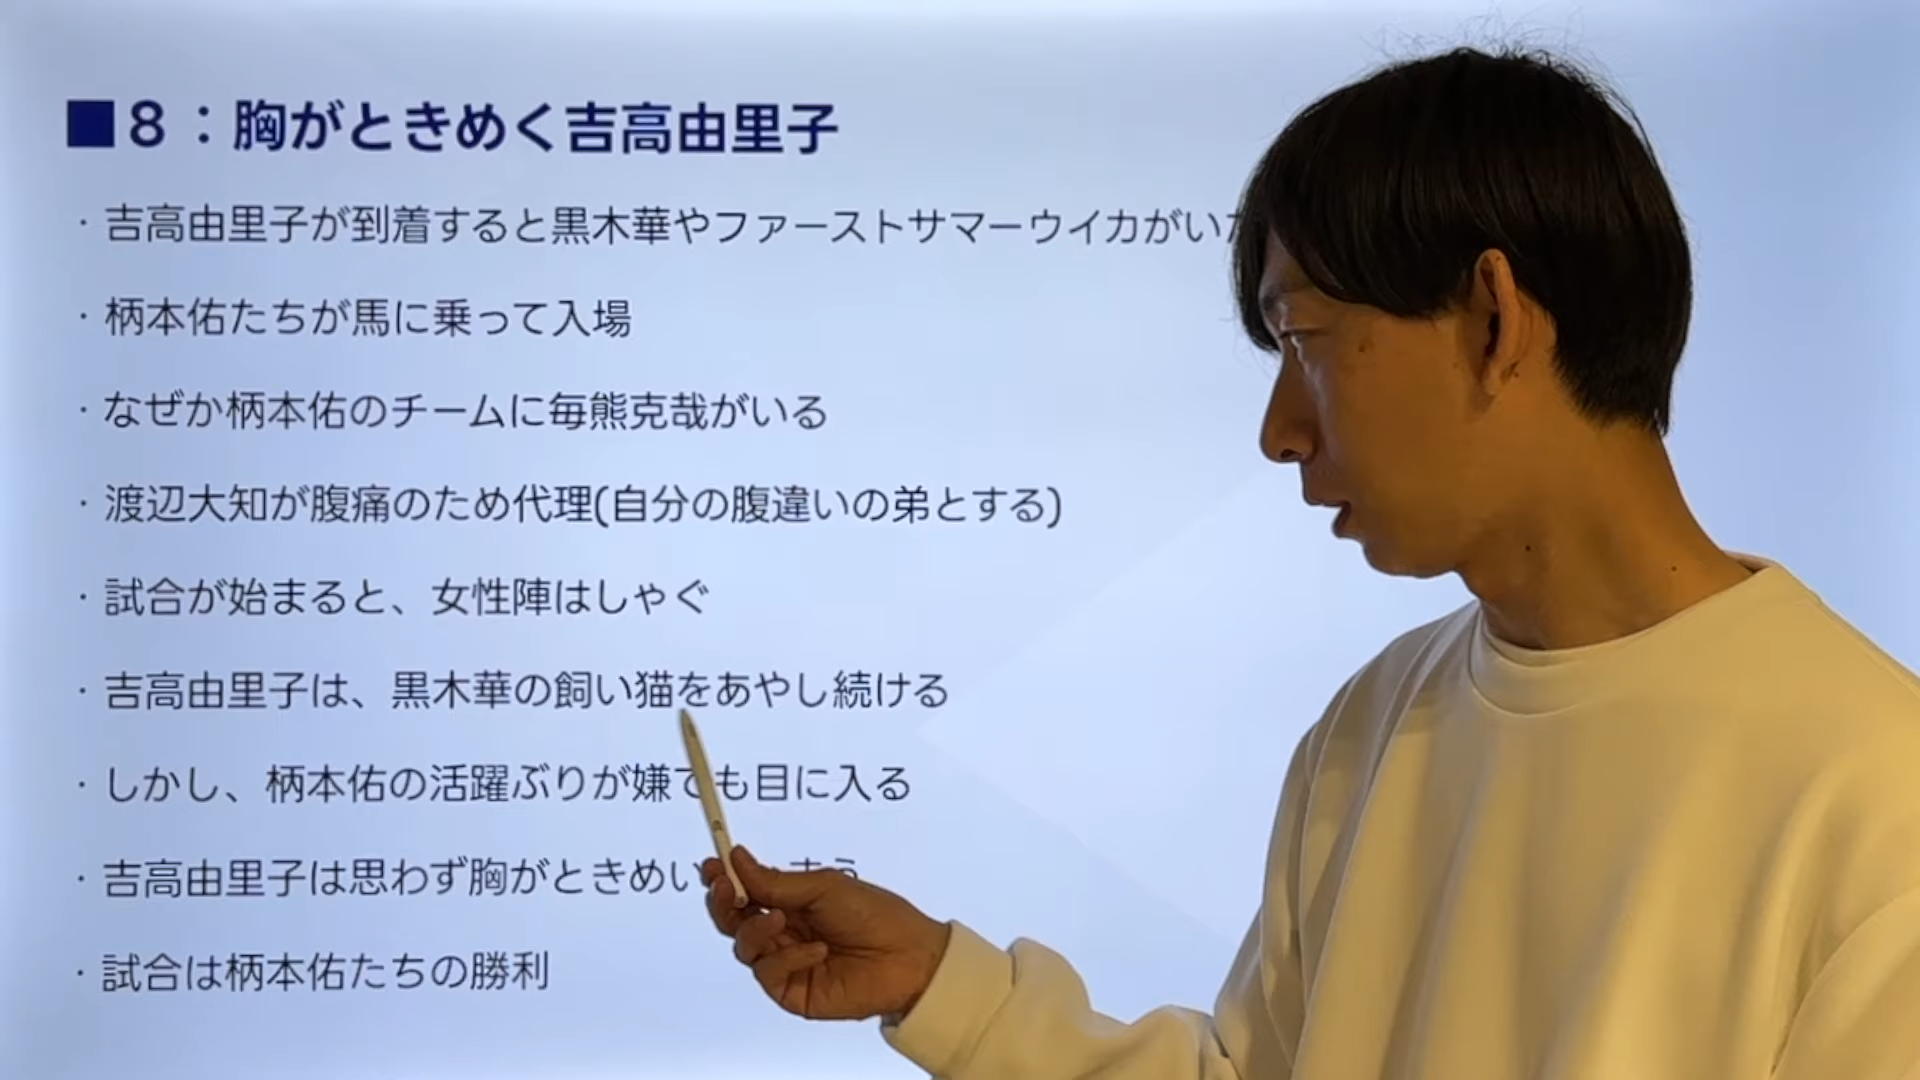 ■8：胸がときめく吉高由里子
・吉高由里子が到着すると黒木華やファーストサマーウイカがい
・柄本佑たちが馬に乗って入場
・なぜか柄本佑のチームに毎熊克哉がいる
・渡辺大知が腹痛のため代理(自分の腹違いの弟とする)
・試合が始まると、女性陣はしゃぐ
・吉高由里子は、黒木華の飼い猫をあやし続ける
・しかし、柄本佑の活躍ぶりが嫌でも目に入る
・吉高由里子は思わず胸がときめい
・試合は柄本佑たちの勝利